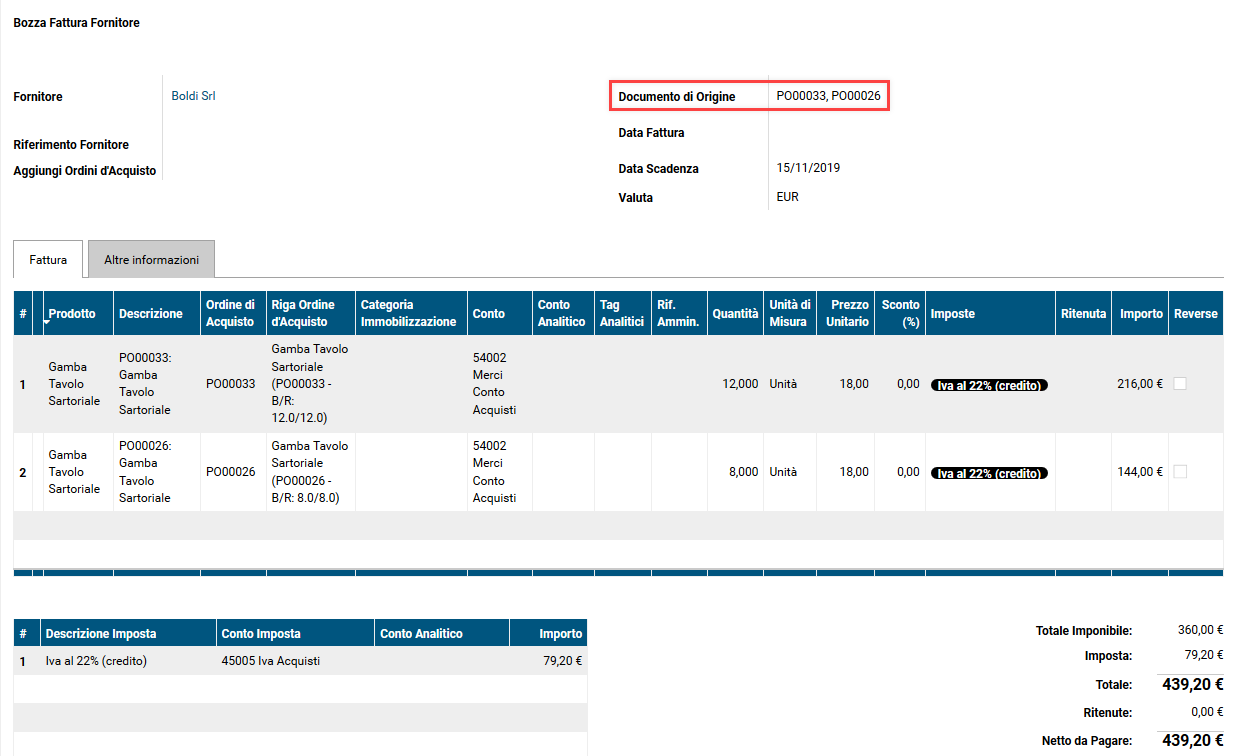 Bozza Fattura Fornitore
Fornitore Boldi Srl
Documento di Origine PO00033, PO00026
Data Fattura
Riferimento Fornitore
Aggiungi Ordini d'Acquisto
Data Scadenza 15/11/2019
Valuta EUR
Fattura Altre informazioni
# Prodotto Descrizione Ordine di Acquisto Riga Ordine d'Acquisto Categoria Immobilizzazione Conto Conto Analitico Tag Analitici Rif. Ammin. Quantità Unità di Misura Prezzo Unitario Sconto (%) Imposte Ritenuta Importo Reverse
1 Gamba Tavolo Sartoriale PO00033: Gamba Tavolo Sartoriale PO00033 Gamba Tavolo Sartoriale (PO00033 - B/R: 12.0/12.0) 54002 Merci Conto Acquisti 12,000 Unità 18,00 0,00 Iva al 22% (credito) 216,00 €
2 Gamba Tavolo Sartoriale PO00026: Gamba Tavolo Sartoriale PO00026 Gamba Tavolo Sartoriale (PO00026 - B/R: 8.0/8.0) 54002 Merci Conto Acquisti 8,000 Unità 18,00 0,00 Iva al 22% (credito) 144,00 €
# Descrizione Imposta Conto Imposta Conto Analitico Importo
1 Iva al 22% (credito) 45005 Iva Acquisti 79,20 €
Totale Imponibile: 360,00 €
Imposta: 79,20 €
Totale: 439,20 €
Ritenute: 0,00 €
Netto da Pagare: 439,20 €